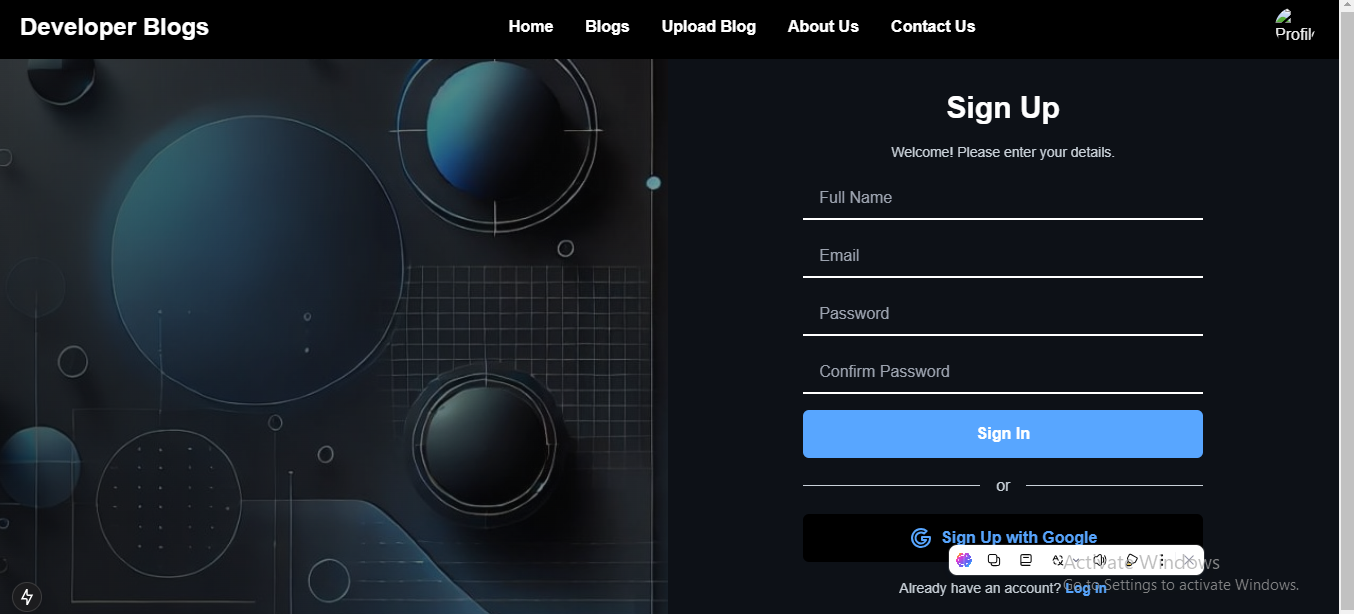 Developer Blogs
Home Blogs Upload Blog About Us Contact Us
Profil
Sign Up
Welcome! Please enter your details.
Full Name
Email
Password
Confirm Password
Sign In
or
Sign Up with Google
Activate Windows
Already have an account? Log in
Go to Settings to activate Windows.